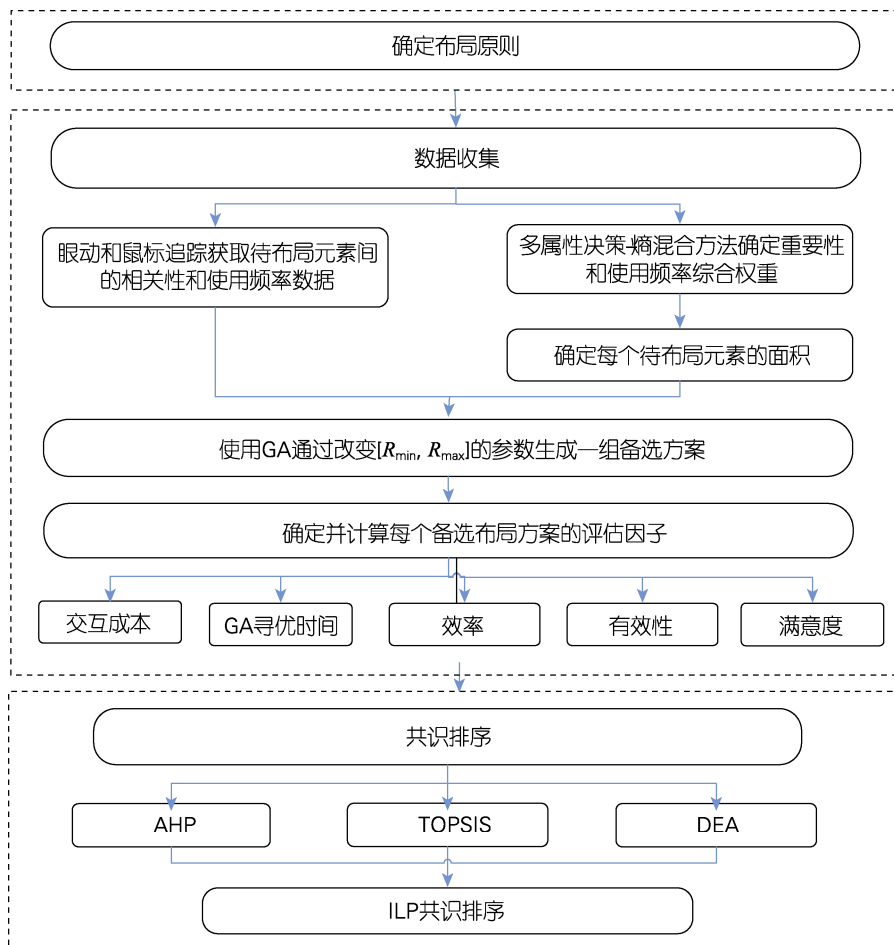 确定布局原则
数据收集
眼动和鼠标追踪获取待布局元素间
的相关性和使用频率数据
多属性决策-熵混合方法确定重要性
和使用频率综合权重
确定每个待布局元素的面积
使用GA通过改变[Rmin, Rmax]的参数生成一组备选方案
确定并计算每个备选布局方案的评估因子
交互成本
GA寻优时间
效率
有效性
满意度
共识排序
AHP
TOPSIS
DEA
ILP共识排序